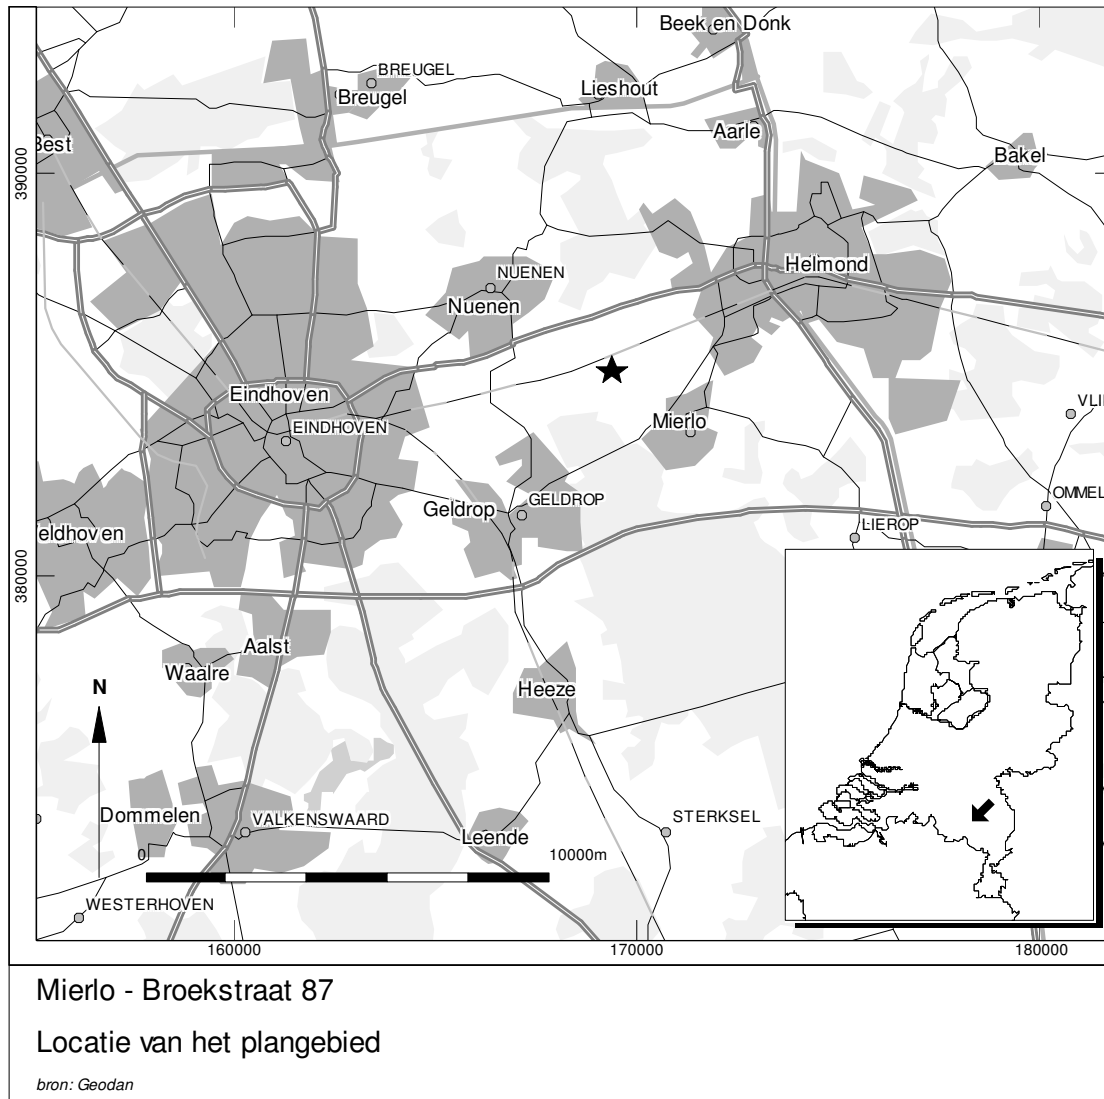 Beek en Donk
BREUGEL
Breugel
Lieshout
Aarle
Best
Bakel
390000
Helmond
NUENEN
Nuenen
Eindhoven
EINDHOVEN
Mierlo
VLI
GELDROP
Geldrop
OMMEL
LIEROP
eldhoven
380000
Aalst
Waalre
Heeze
N
Dommelen
VALKENSWAARD
Leende
STERKSEL
0
10000m
WESTERHOVEN
160000
170000
180000
Mierlo - Broekstraat 87
Locatie van het plangebied
bron: Geodan